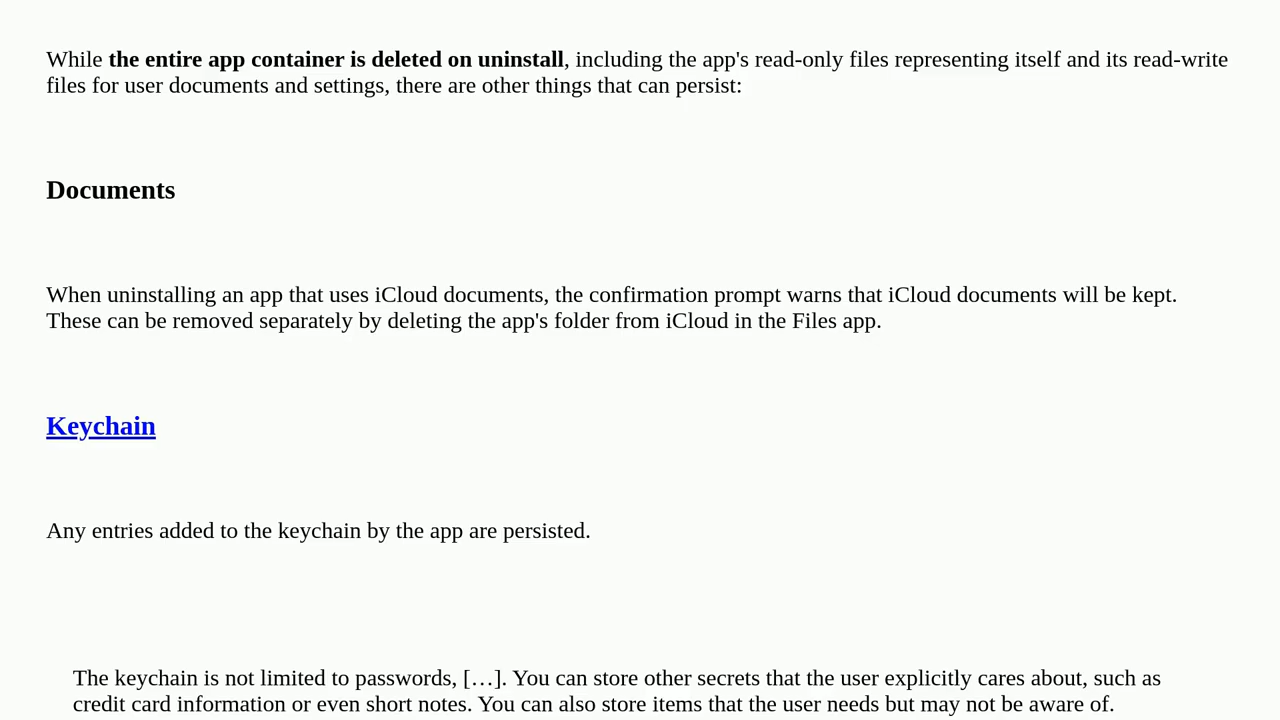 While the entire app container is deleted on uninstall, including the app's read-only files representing itself and its read-write
files for user documents and settings, there are other things that can persist:
Documents
When uninstalling an app that uses iCloud documents, the confirmation prompt warns that iCloud documents will be kept.
These can be removed separately by deleting the app's folder from iCloud in the Files app.
Keychain
Any entries added to the keychain by the app are persisted.
The keychain is not limited to passwords, […]. You can store other secrets that the user explicitly cares about, such as
credit card information or even short notes. You can also store items that the user needs but may not be aware of.